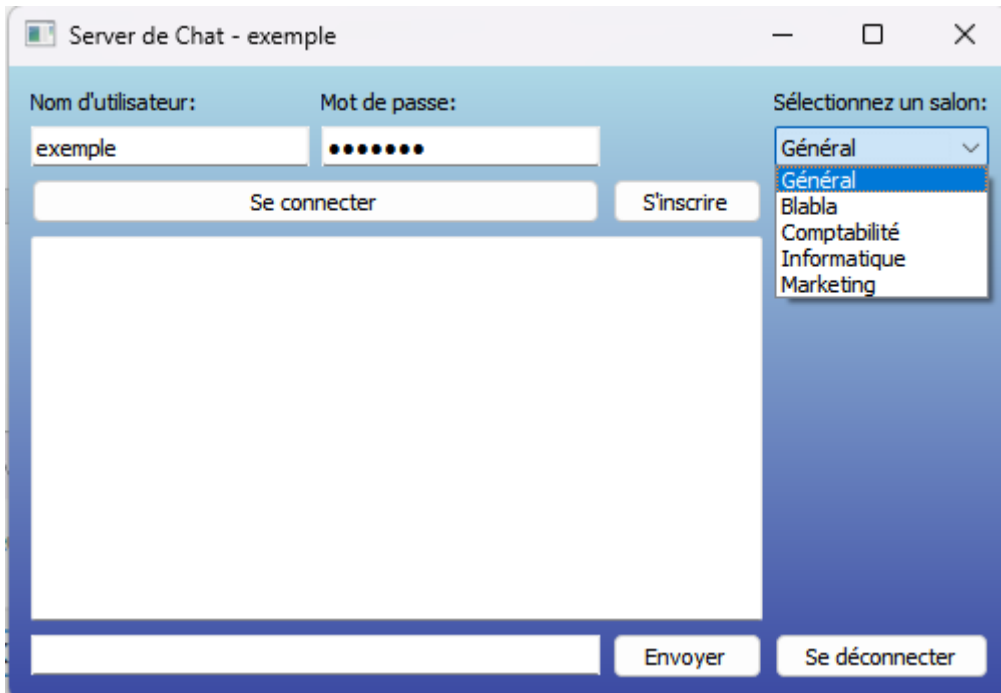 Server de Chat - exemple
Nom d'utilisateur: Mot de passe: Sélectionnez un salon:
exemple ●●●●●●● Général
Se connecter S'inscrire
Général
Blabla
Comptabilité
Informatique
Marketing
Envoyer Se déconnecter